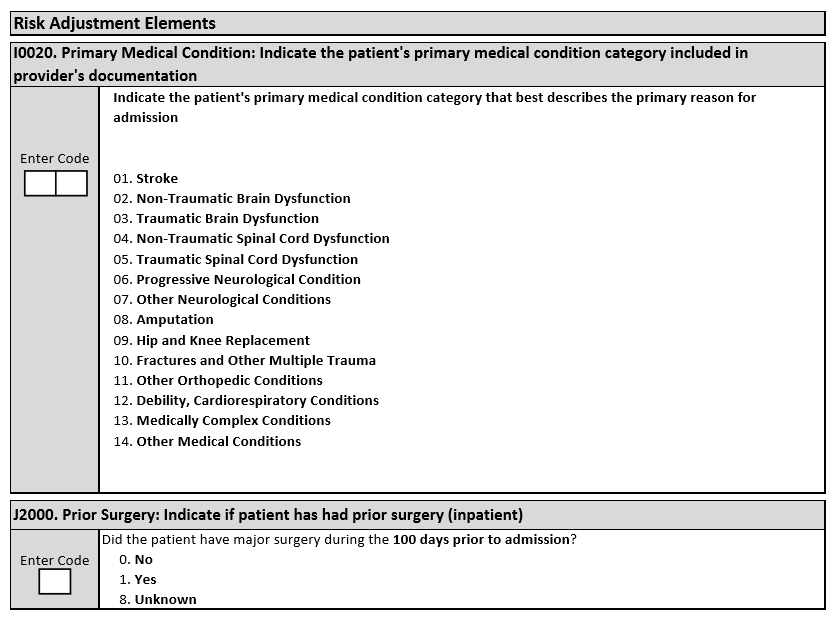 Risk Adjustment Elements
I0020. Primary Medical Condition: Indicate the patient's primary medical condition category included in
provider's documentation
Indicate the patient's primary medical condition category that best describes the primary reason for
admission
Enter Code
01. Stroke
02. Non-Traumatic Brain Dysfunction
03. Traumatic Brain Dysfunction
04. Non-Traumatic Spinal Cord Dysfunction
05. Traumatic Spinal Cord Dysfunction
06. Progressive Neurological Condition
07. Other Neurological Conditions
08. Amputation
09. Hip and Knee Replacement
10. Fractures and Other Multiple Trauma
11. Other Orthopedic Conditions
12. Debility, Cardiorespiratory Conditions
13. Medically Complex Conditions
14. Other Medical Conditions
J2000. Prior Surgery: Indicate if patient has had prior surgery (inpatient)
Did the patient have major surgery during the 100 days prior to admission?
Enter Code
0. No
1. Yes
8. Unknown